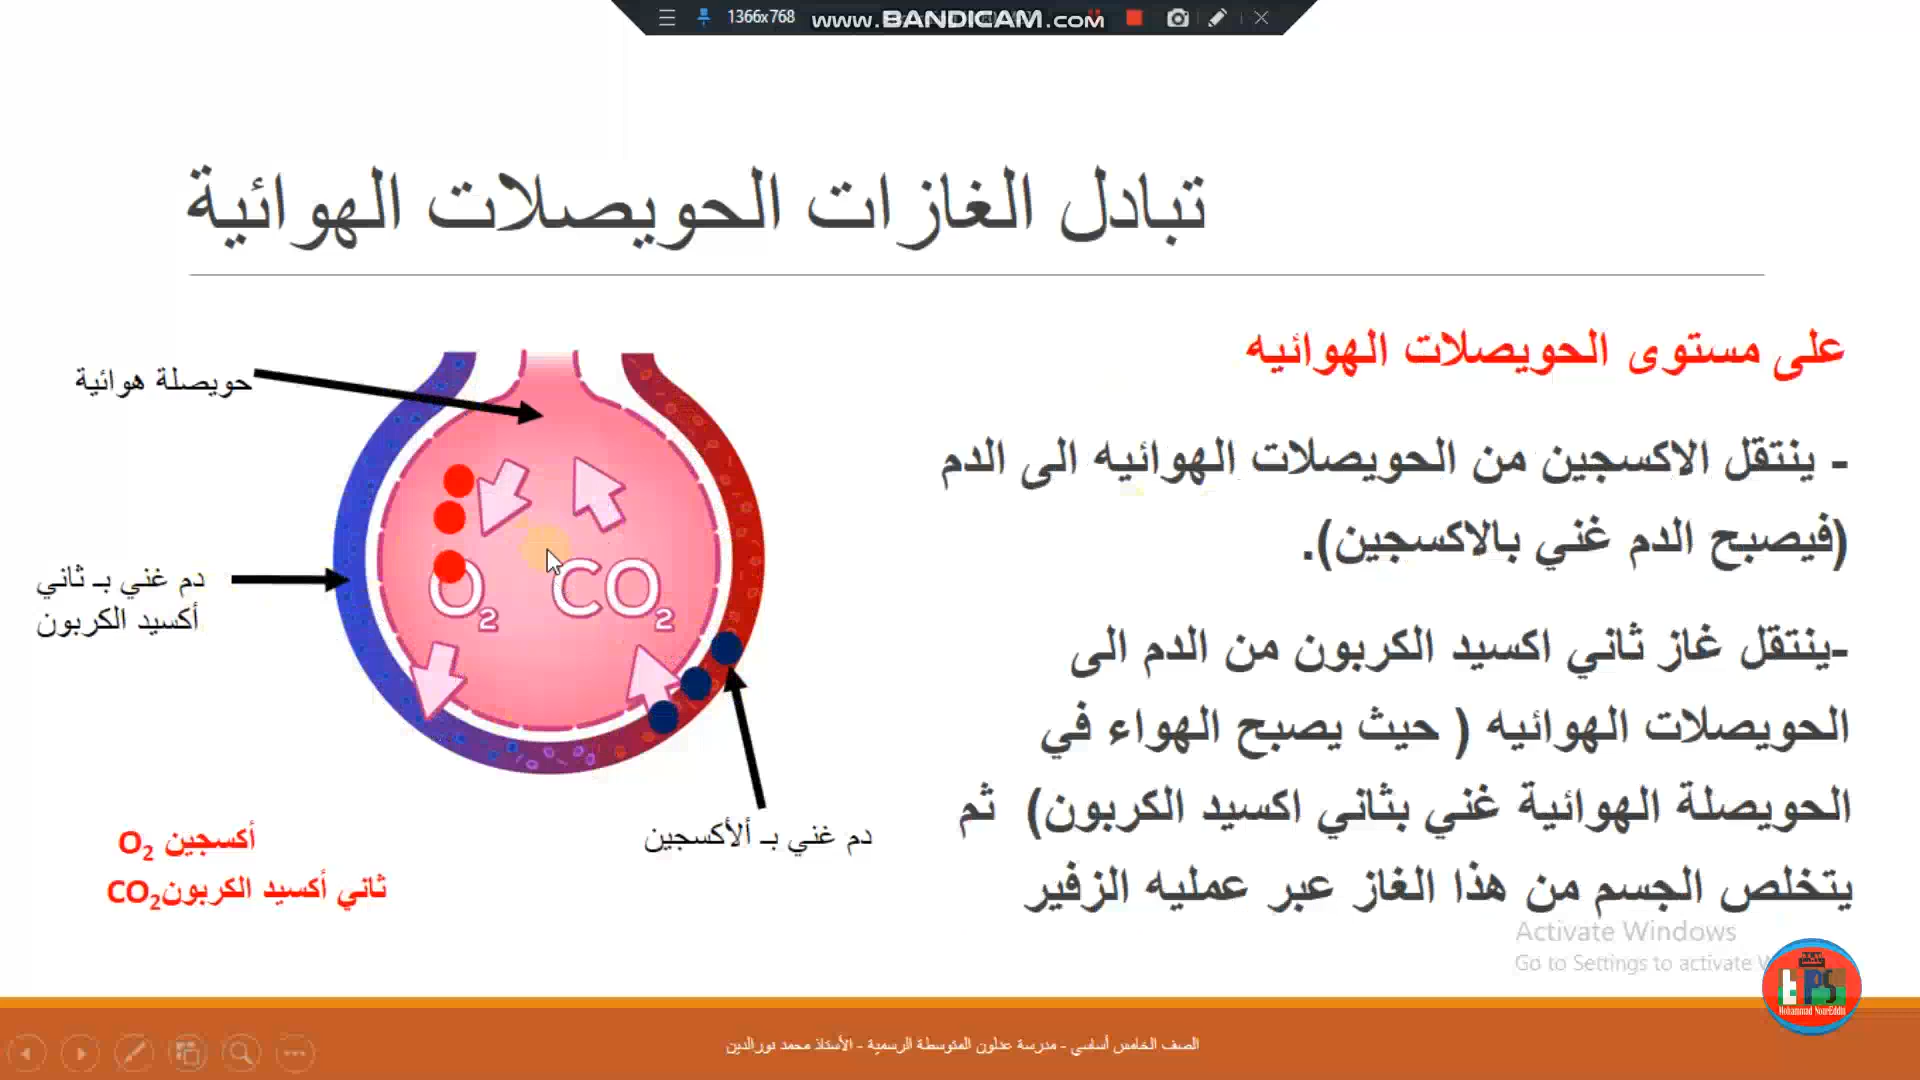 1366x768
www.BANDICAM.com
تبادل الغازات الحويصلات الهوائية
على مستوى الحويصلات الهوائيه
- ينتقل الاكسجين من الحويصلات الهوائيه الى الدم
(فيصبح الدم غني بالاكسجين).
-ينتقل غاز ثاني اكسيد الكربون من الدم الى
الحويصلات الهوائيه ( حيث يصبح الهواء في
الحويصلة الهوائية غني بثاني اكسيد الكربون) ثم
يتخلص الجسم من هذا الغاز عبر عمليه الزفير
حويصلة هوائية
دم غني بـ ثاني
أكسيد الكربون
O2
CO2
دم غني بـ ألأكسجين
أكسجين O2
ثاني أكسيد الكربونCO2
Activate Windows
Go to Settings to activate
EPS
Mohammad NourEddin
الصف الخامس أساسي - مدرسة عدلون المتوسطة الرسمية - الأستاذ محمد نورالدين